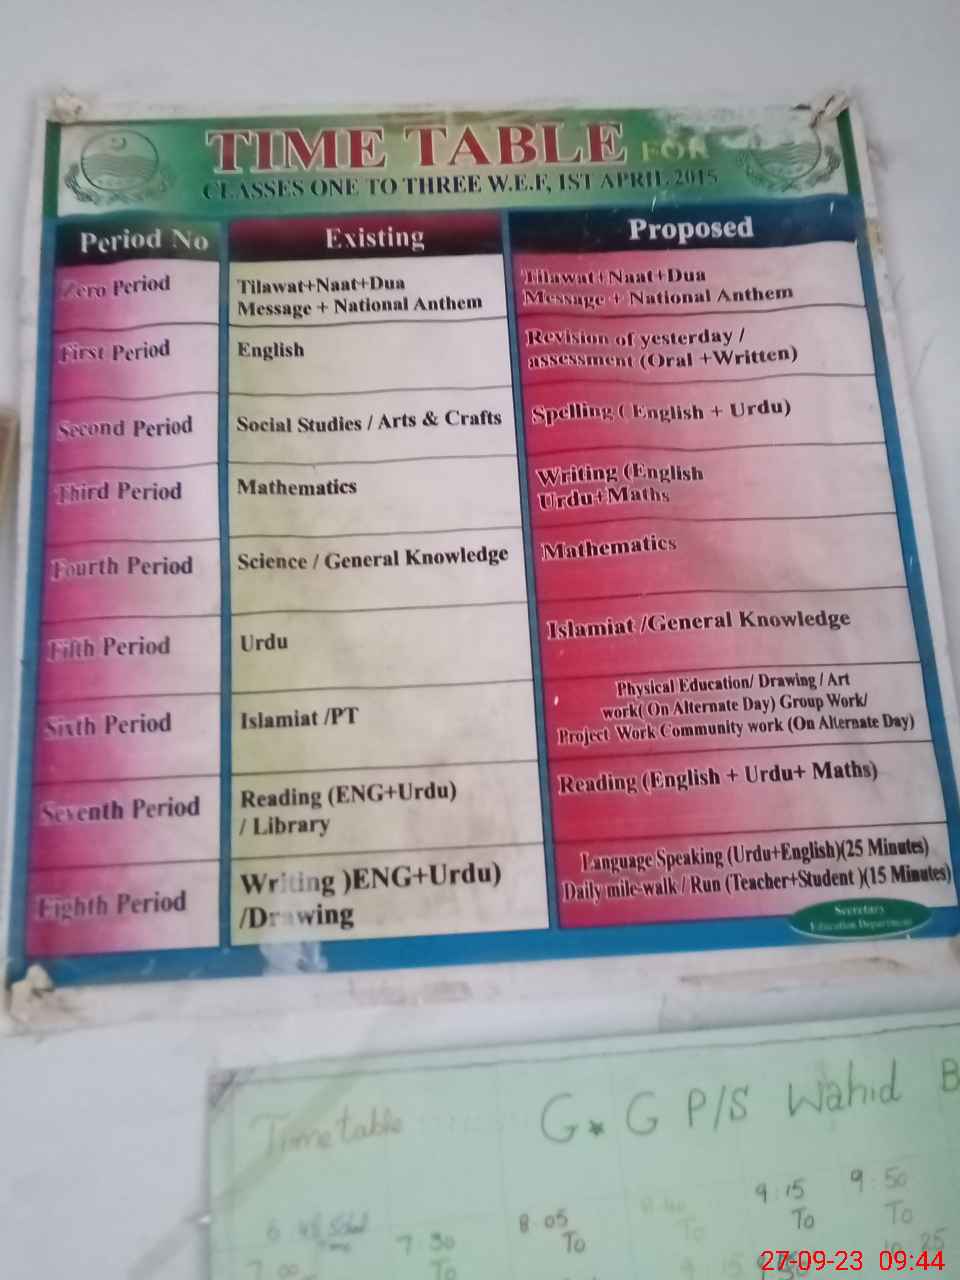 TIME TABLE FOR
CLASSES ONE TO THREE W.E.F, 1ST APRIL 2015
Period No Existing Proposed
Zero Period
Tilawat+Naat+Dua
Message + National Anthem
Tilawat+Naat+Dua
Message + National Anthem
First Period
English
Revision of yesterday /
assessment (Oral +Written)
Second Period
Social Studies / Arts & Crafts
Spelling ( English + Urdu)
Third Period
Mathematics
Writing (English
Urdu+Maths
Fourth Period
Science / General Knowledge
Mathematics
Fifth Period
Urdu
Islamiat /General Knowledge
Sixth Period
Islamiat /PT
Physical Education/ Drawing / Art
work( On Alternate Day) Group Work/
Project Work Community work (On Alternate Day)
Seventh Period
Reading (ENG+Urdu)
/ Library
Reading (English + Urdu+ Maths)
Eighth Period
Writing )ENG+Urdu)
/Drawing
Language Speaking (Urdu+English)(25 Minutes)
Daily mile-walk / Run (Teacher+Student )(15 Minutes)
Secretary
Education Department
Timetable
G★G P/S Wahid B
7 30
To
8 05
To
8 40
To
9:15
To
9:50
To
27-09-23 09:44